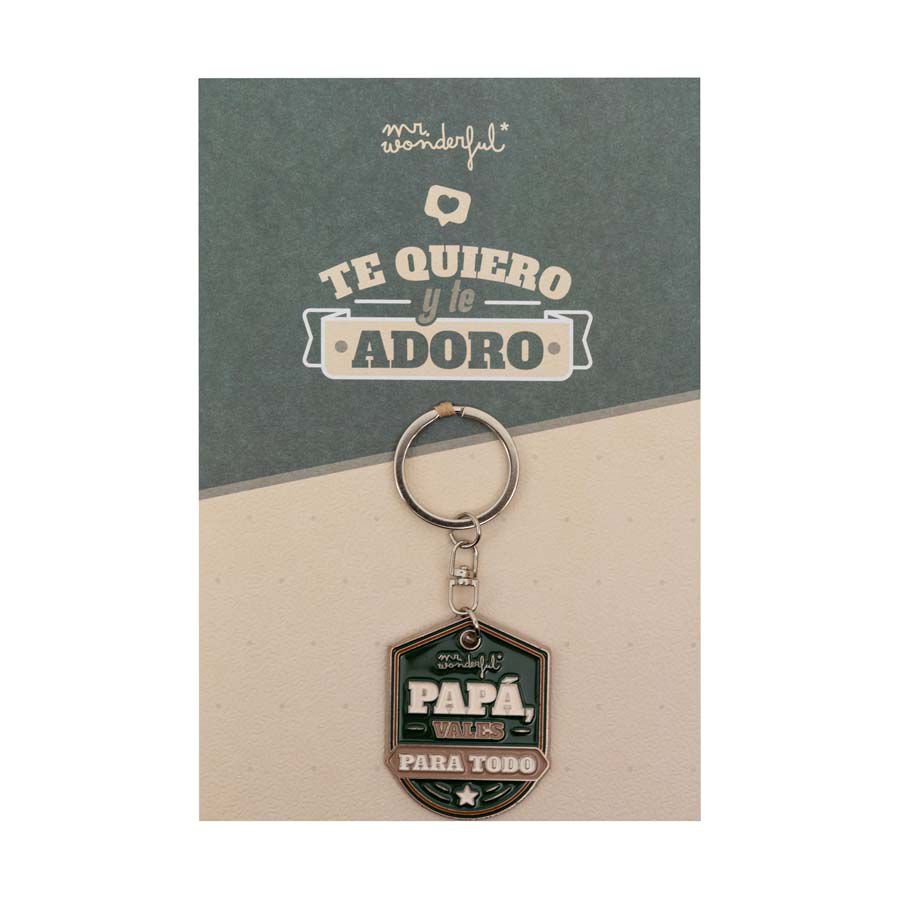 mr.
wonderful*
TE QUIERO
y te
ADORO
mr.
wonderful*
PAPÁ,
VALES
PARA TODO